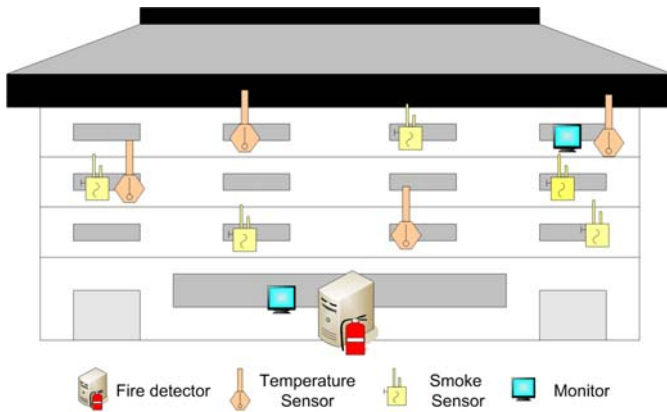 Fire detector
Temperature
Sensor
Smoke
Sensor
Monitor